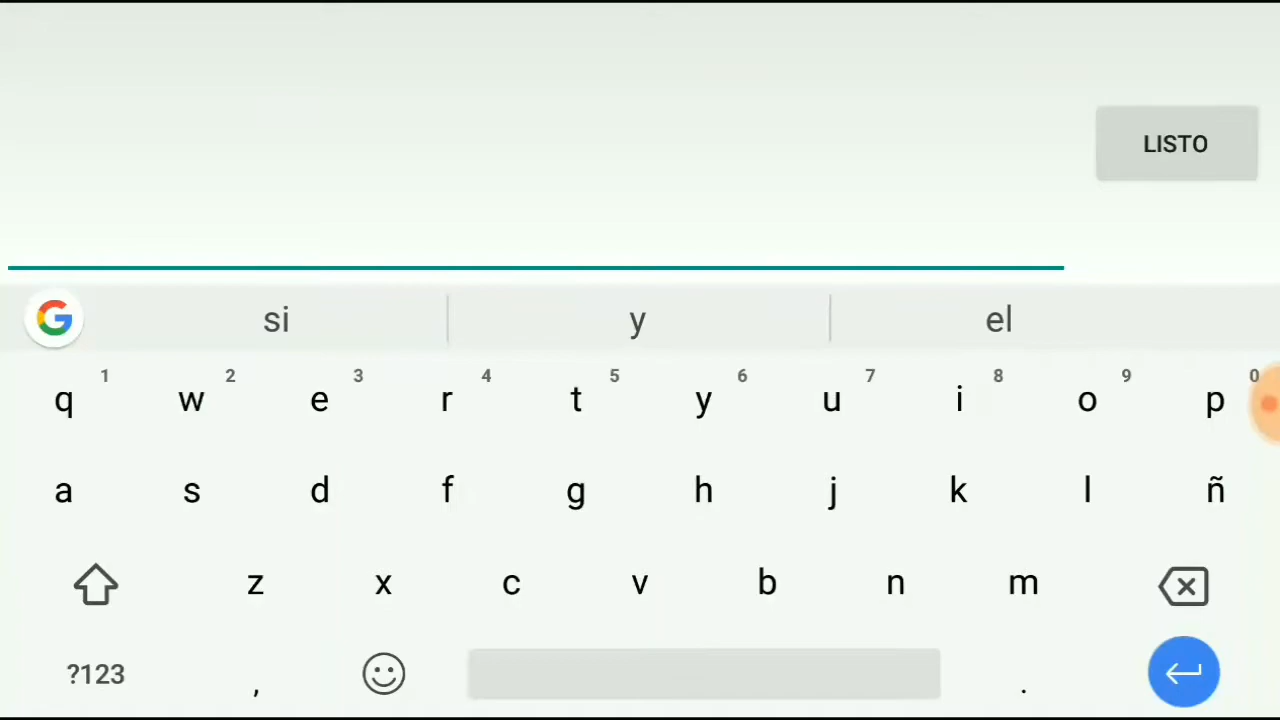 LISTO
G si y el
1 2 3 4 5 6 7 8 9 0
q w e r t y u i o p
a s d f g h j k l ñ
z x c v b n m
?123 , .